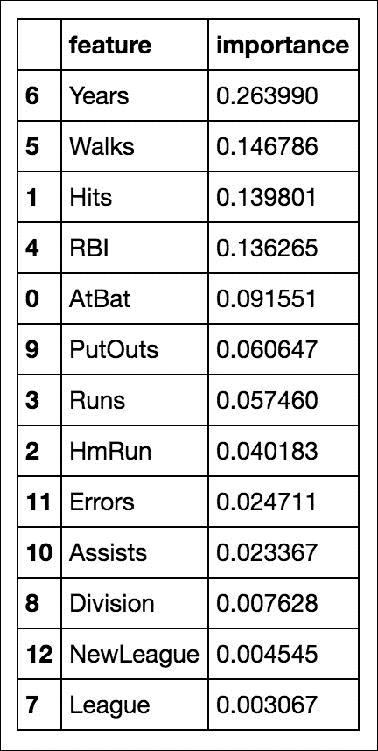 feature importance
6 Years 0.263990
5 Walks 0.146786
1 Hits 0.139801
4 RBI 0.136265
0 AtBat 0.091551
9 PutOuts 0.060647
3 Runs 0.057460
2 HmRun 0.040183
11 Errors 0.024711
10 Assists 0.023367
8 Division 0.007628
12 NewLeague 0.004545
7 League 0.003067